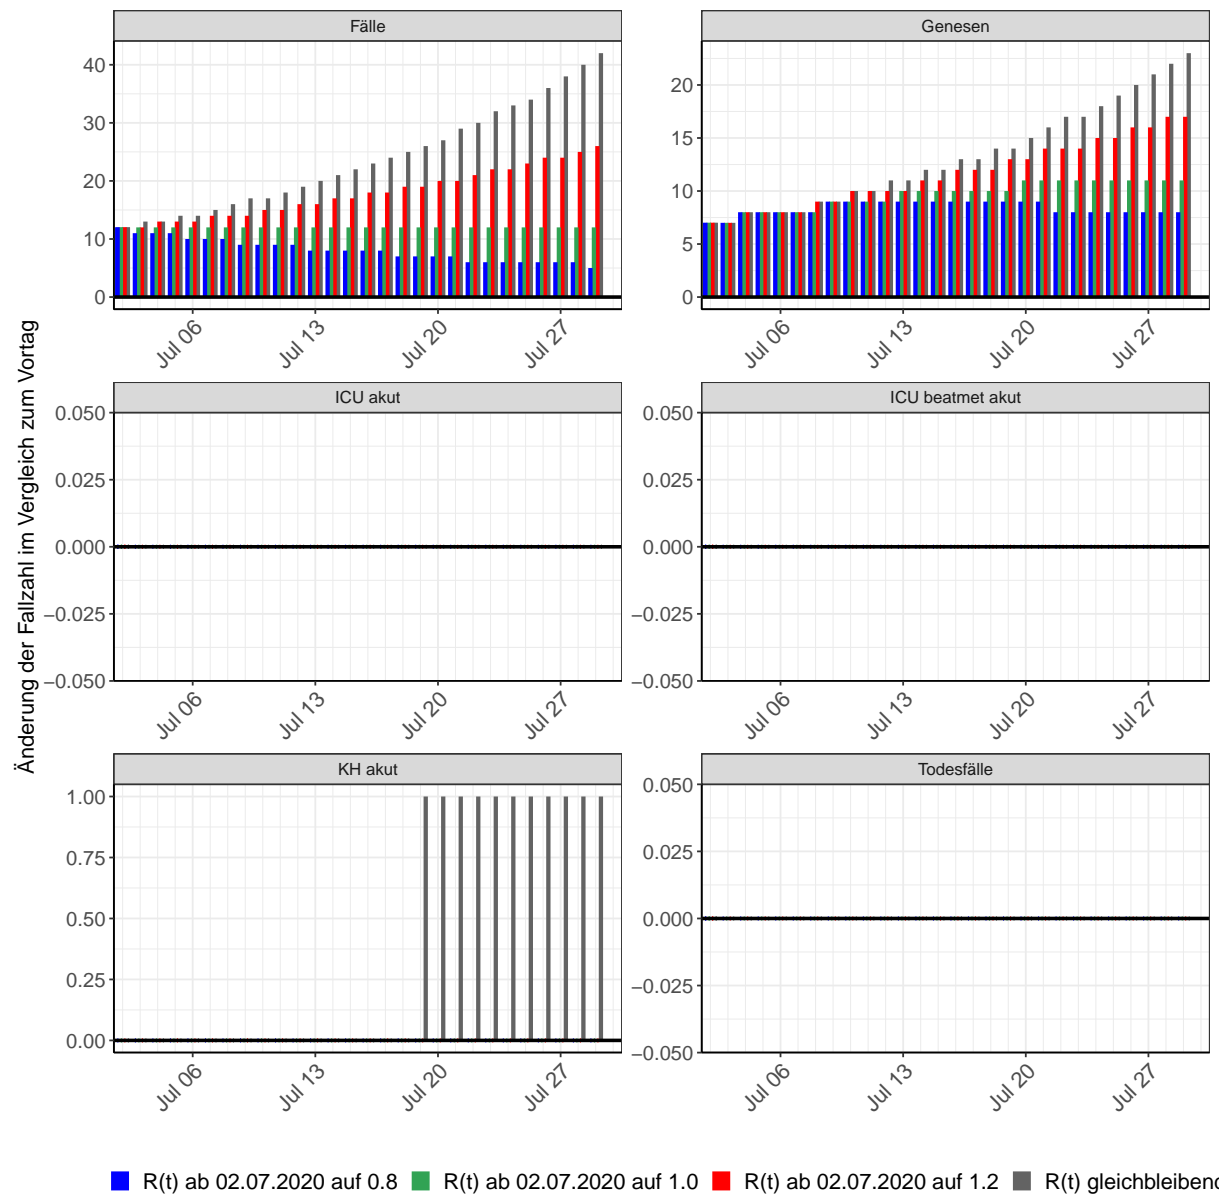 Fälle
Genesen
40
30
20
10
0
20
15
10
5
0
Jul 06
Jul 13
Jul 20
Jul 27
Jul 06
Jul 13
Jul 20
Jul 27
Änderung der Fallzahl im Vergleich zum Vortag
ICU akut
ICU beatmet akut
0.050
0.025
0.000
−0.025
−0.050
0.050
0.025
0.000
−0.025
−0.050
Jul 06
Jul 13
Jul 20
Jul 27
Jul 06
Jul 13
Jul 20
Jul 27
KH akut
Todesfälle
1.00
0.75
0.50
0.25
0.00
0.050
0.025
0.000
−0.025
−0.050
Jul 06
Jul 13
Jul 20
Jul 27
Jul 06
Jul 13
Jul 20
Jul 27
R(t) ab 02.07.2020 auf 0.8
R(t) ab 02.07.2020 auf 1.0
R(t) ab 02.07.2020 auf 1.2
R(t) gleichbleibend